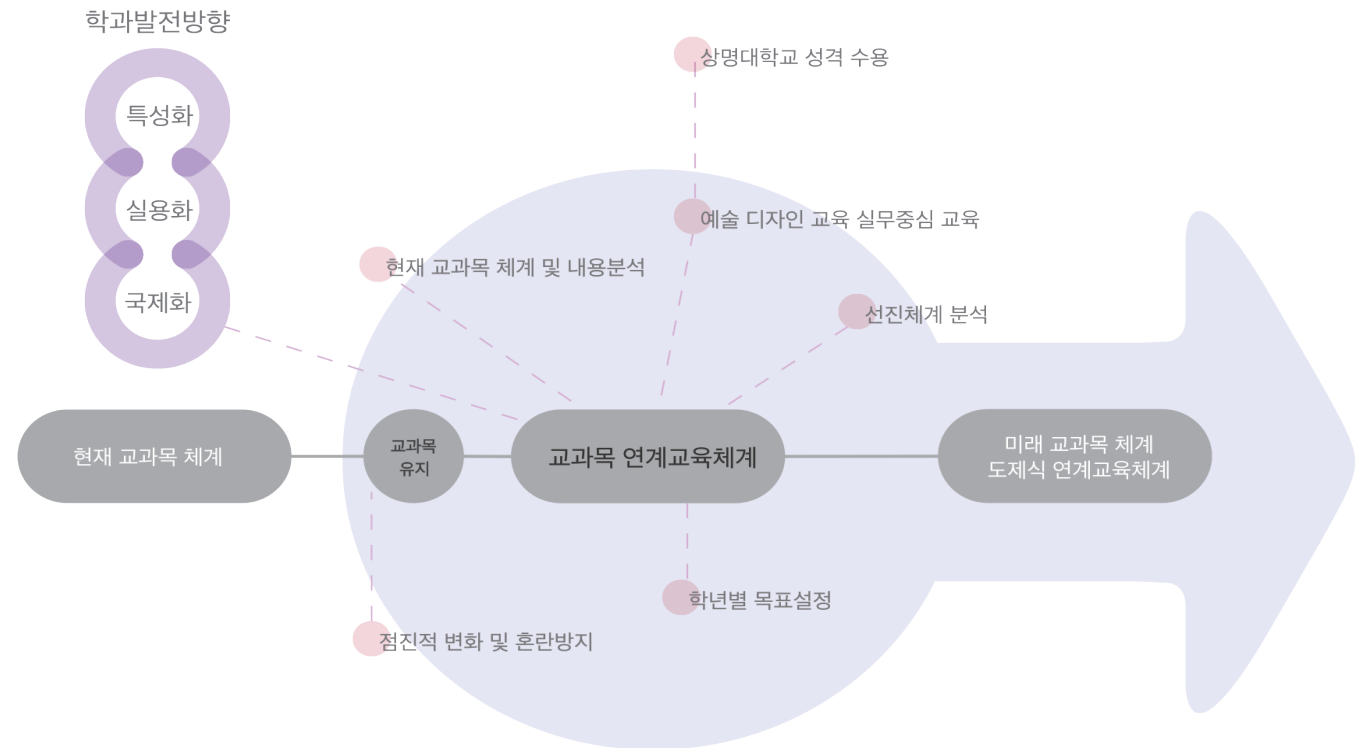 학과발전방향
특성화
실용화
국제화
상명대학교 성격 수용
예술 디자인 교육 실무중심 교육
현재 교과목 체계 및 내용분석
선진체계 분석
현재 교과목 체계
교과목
유지
교과목 연계교육체계
미래 교과목 체계
도제식 연계교육체계
학년별 목표설정
점진적 변화 및 혼란방지